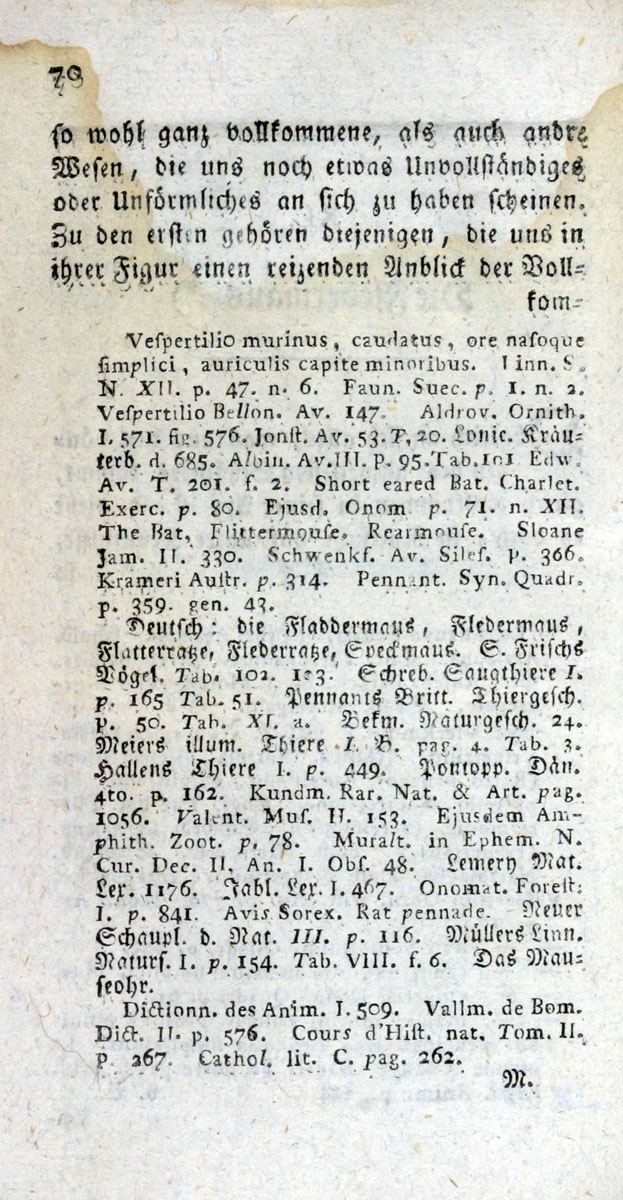 70
so wohl ganz vollkommene, als auch andre
Wesen, die uns noch etwas Unvollständiges
oder Unförmliches an sich zu haben scheinen.
Zu den ersten gehören diejenigen, die uns in
ihrer Figur einen reizenden Anblick der Voll⸗
kom⸗
Veſpertilio murinus, caudatus, ore naſoque
ſimplici, auriculis capite minoribus. Linn. S.
N. XII. p. 47. n. 6. Faun. Suec. p. 1. n. 2.
Veſpertilio Bellon. Av. 147. Aldrov. Ornith.
I. 571. fig. 576. Jonſt. Av. 53. T. 20. Lonic. Kräu⸗
terb. d. 685. Albin. Av. III. p. 95. Tab. 101 Edw.
Av. T. 201. f. 2. Short eared Bat. Charlet.
Exerc. p. 80. Ejuſd. Onom p. 71. n. XII.
The Bat, Flittermouſe. Rearmouſe. Sloane
Jam. II. 330. Schwenkf. Av. Sileſ. p. 366.
Krameri Auſtr. p. 314. Pennant. Syn. Quadr.
p. 359. gen. 43.
Deutsch: die Fladdermaus, Fledermaus,
Flatterratze, Flederratze, Speckmaus. S. Frischs
Vögel. Tab. 102. 103. Schreb. Saugthiere I.
p. 165 Tab. 51. Pennants Britt. Thiergesch.
p. 50. Tab. XI. a. Bekm. Naturgesch. 24.
Meiers illum. Thiere I. B. pag. 4. Tab. 3.
Hallens Thiere I. p. 449. Pontopp. Dän.
4to. p. 162. Kundm. Rar. Nat. & Art. pag.
1056. Valent. Muſ. II. 153. Ejusdem Am-
phith. Zoot. p. 78. Muralt. in Ephem. N.
Cur. Dec. II. An. I. Obſ. 48. Lemery Mat.
Lex. 1176. Jabl. Lex. I. 467. Onomat. Foreſt.
I. p. 841. Avis Sorex. Rat pennade. Neuer
Schaupl. d. Nat. III. p. 116. Müllers Linn.
Naturs. I. p. 154. Tab. VIII. f. 6. Das Mau⸗
seohr.
Dictionn. des Anim. I. 509. Vallm. de Bom.
Dict. II. p. 576. Cours d'Hiſt. nat. Tom. II.
p. 267. Cathol. lit. C. pag. 262.
M.